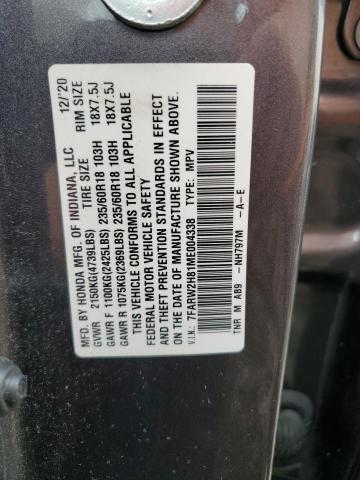 MFD. BY HONDA MFG. OF INDIANA, LLC 12/'20
TIRE SIZE RIM SIZE
GVWR 2150KG(4739LBS)
GAWR F 1100KG(2425LBS) 235/60R18 103H 18X7.5J
GAWR R 1075KG(2369LBS) 235/60R18 103H 18X7.5J
THIS VEHICLE CONFORMS TO ALL APPLICABLE
FEDERAL MOTOR VEHICLE SAFETY
AND THEFT PREVENTION STANDARDS IN EFFECT
ON THE DATE OF MANUFACTURE SHOWN ABOVE.
V.I.N.: 7FARW2H81ME004338 TYPE: MPV
TNR M AB9 -NH797M -A-E